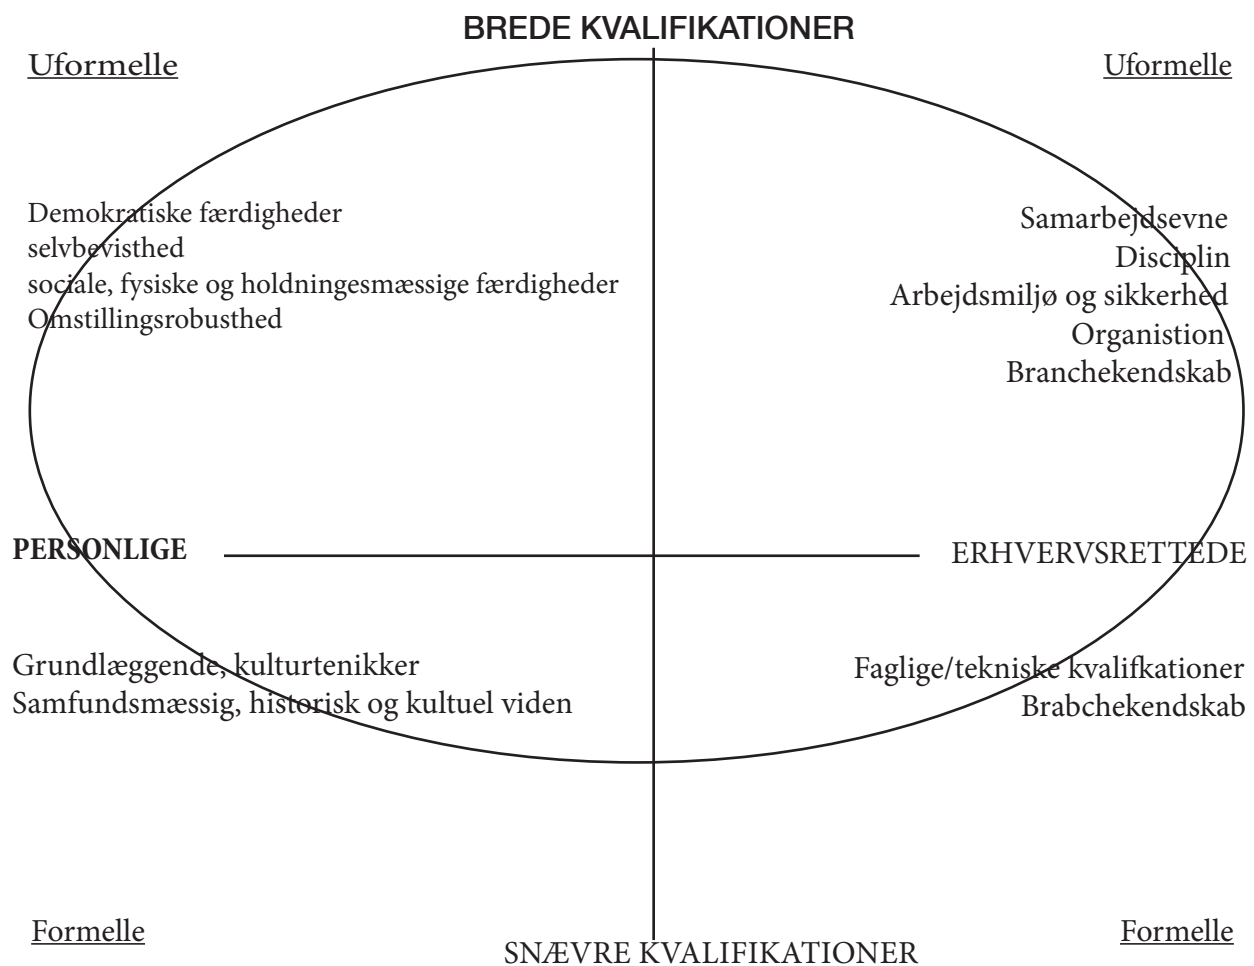 BREDE KVALIFIKATIONER
Uformelle
Uformelle
Demokratiske færdigheder
selvbevisthed
sociale, fysiske og holdningesmæssige færdigheder
Omstillingsrobusthed
Samarbejdsevne
Disciplin
Arbejdsmiljø og sikkerhed
Organistion
Branchekendskab
PERSONLIGE
ERHVERVSRETTEDE
Grundlæggende, kulturtenikker
Samfundsmæssig, historisk og kultuel viden
Faglige/tekniske kvalifkationer
Brabchekendskab
Formelle
Formelle
SNÆVRE KVALIFIKATIONER